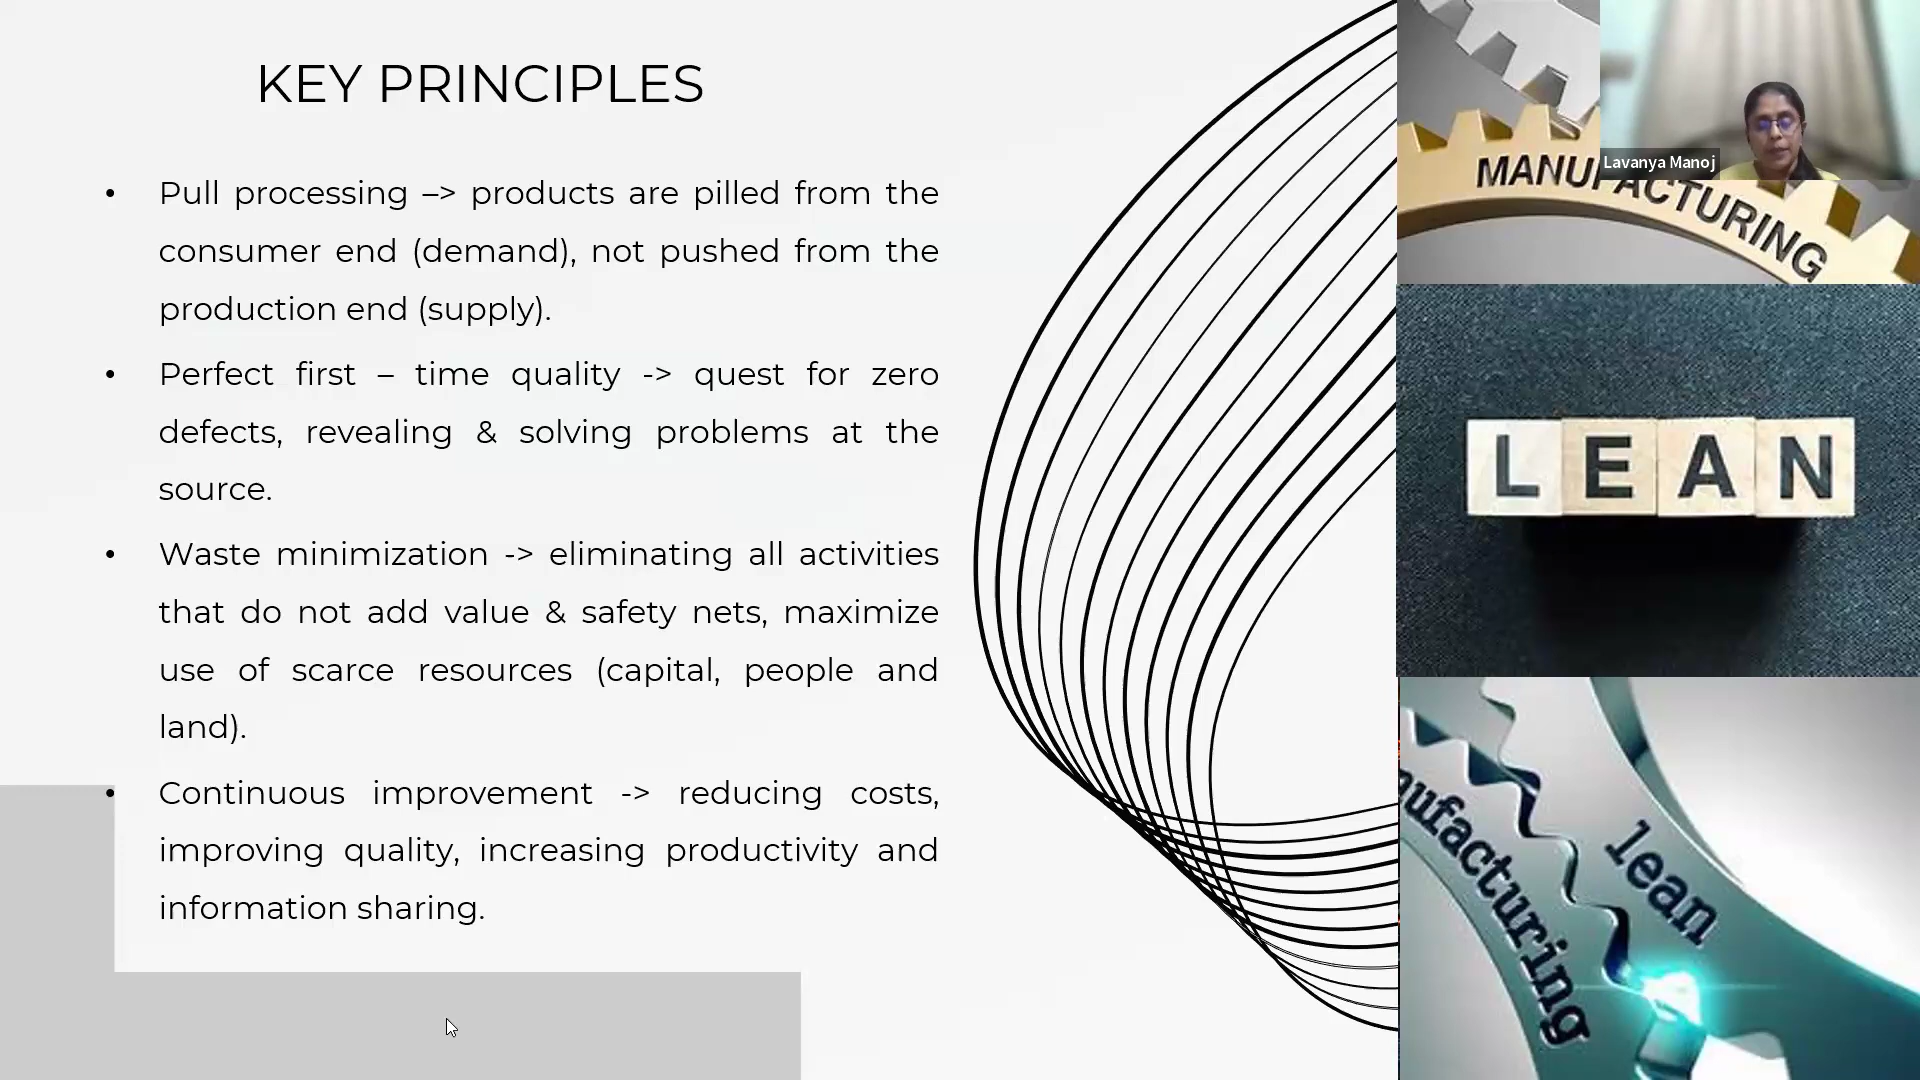 KEY PRINCIPLES
• Pull processing –> products are pilled from the
consumer end (demand), not pushed from the
production end (supply).
• Perfect first – time quality -> quest for zero
defects, revealing & solving problems at the
source.
• Waste minimization -> eliminating all activities
that do not add value & safety nets, maximize
use of scarce resources (capital, people and
land).
• Continuous improvement -> reducing costs,
improving quality, increasing productivity and
information sharing.
MANUFACTURING
Lavanya Manoj
LEAN
lean
nufacturing